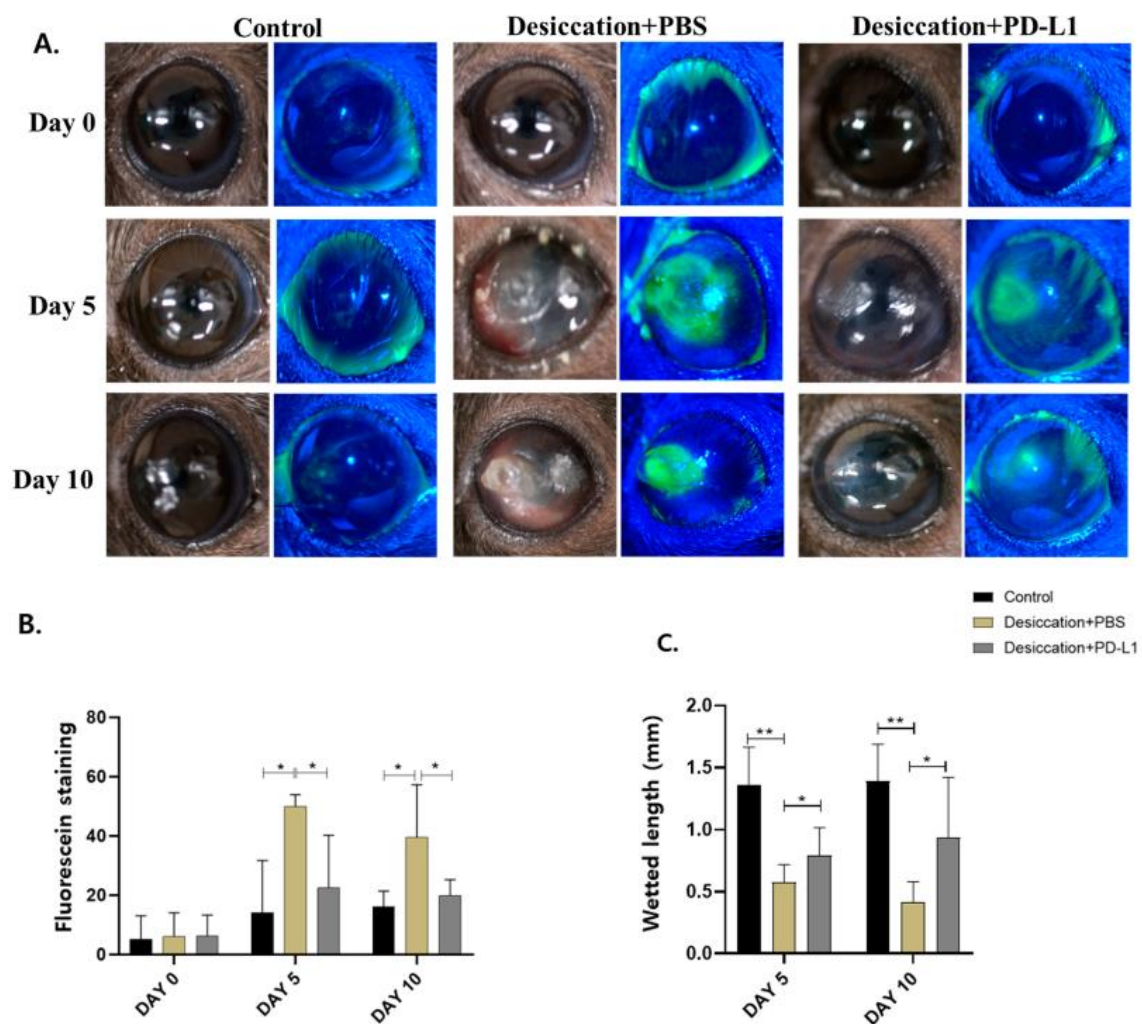 A.
Control
Desiccation+PBS
Desiccation+PD-L1
Day 0
Day 5
Day 10
Control
Desiccation+PBS
Desiccation+PD-L1
B.
Fluorescein staining
80
60
40
20
0
* * * *
DAY 0
DAY 5
DAY 10
C.
Wetted length (mm)
2.0
1.5
1.0
0.5
0.0
** * ** *
DAY 5
DAY 10